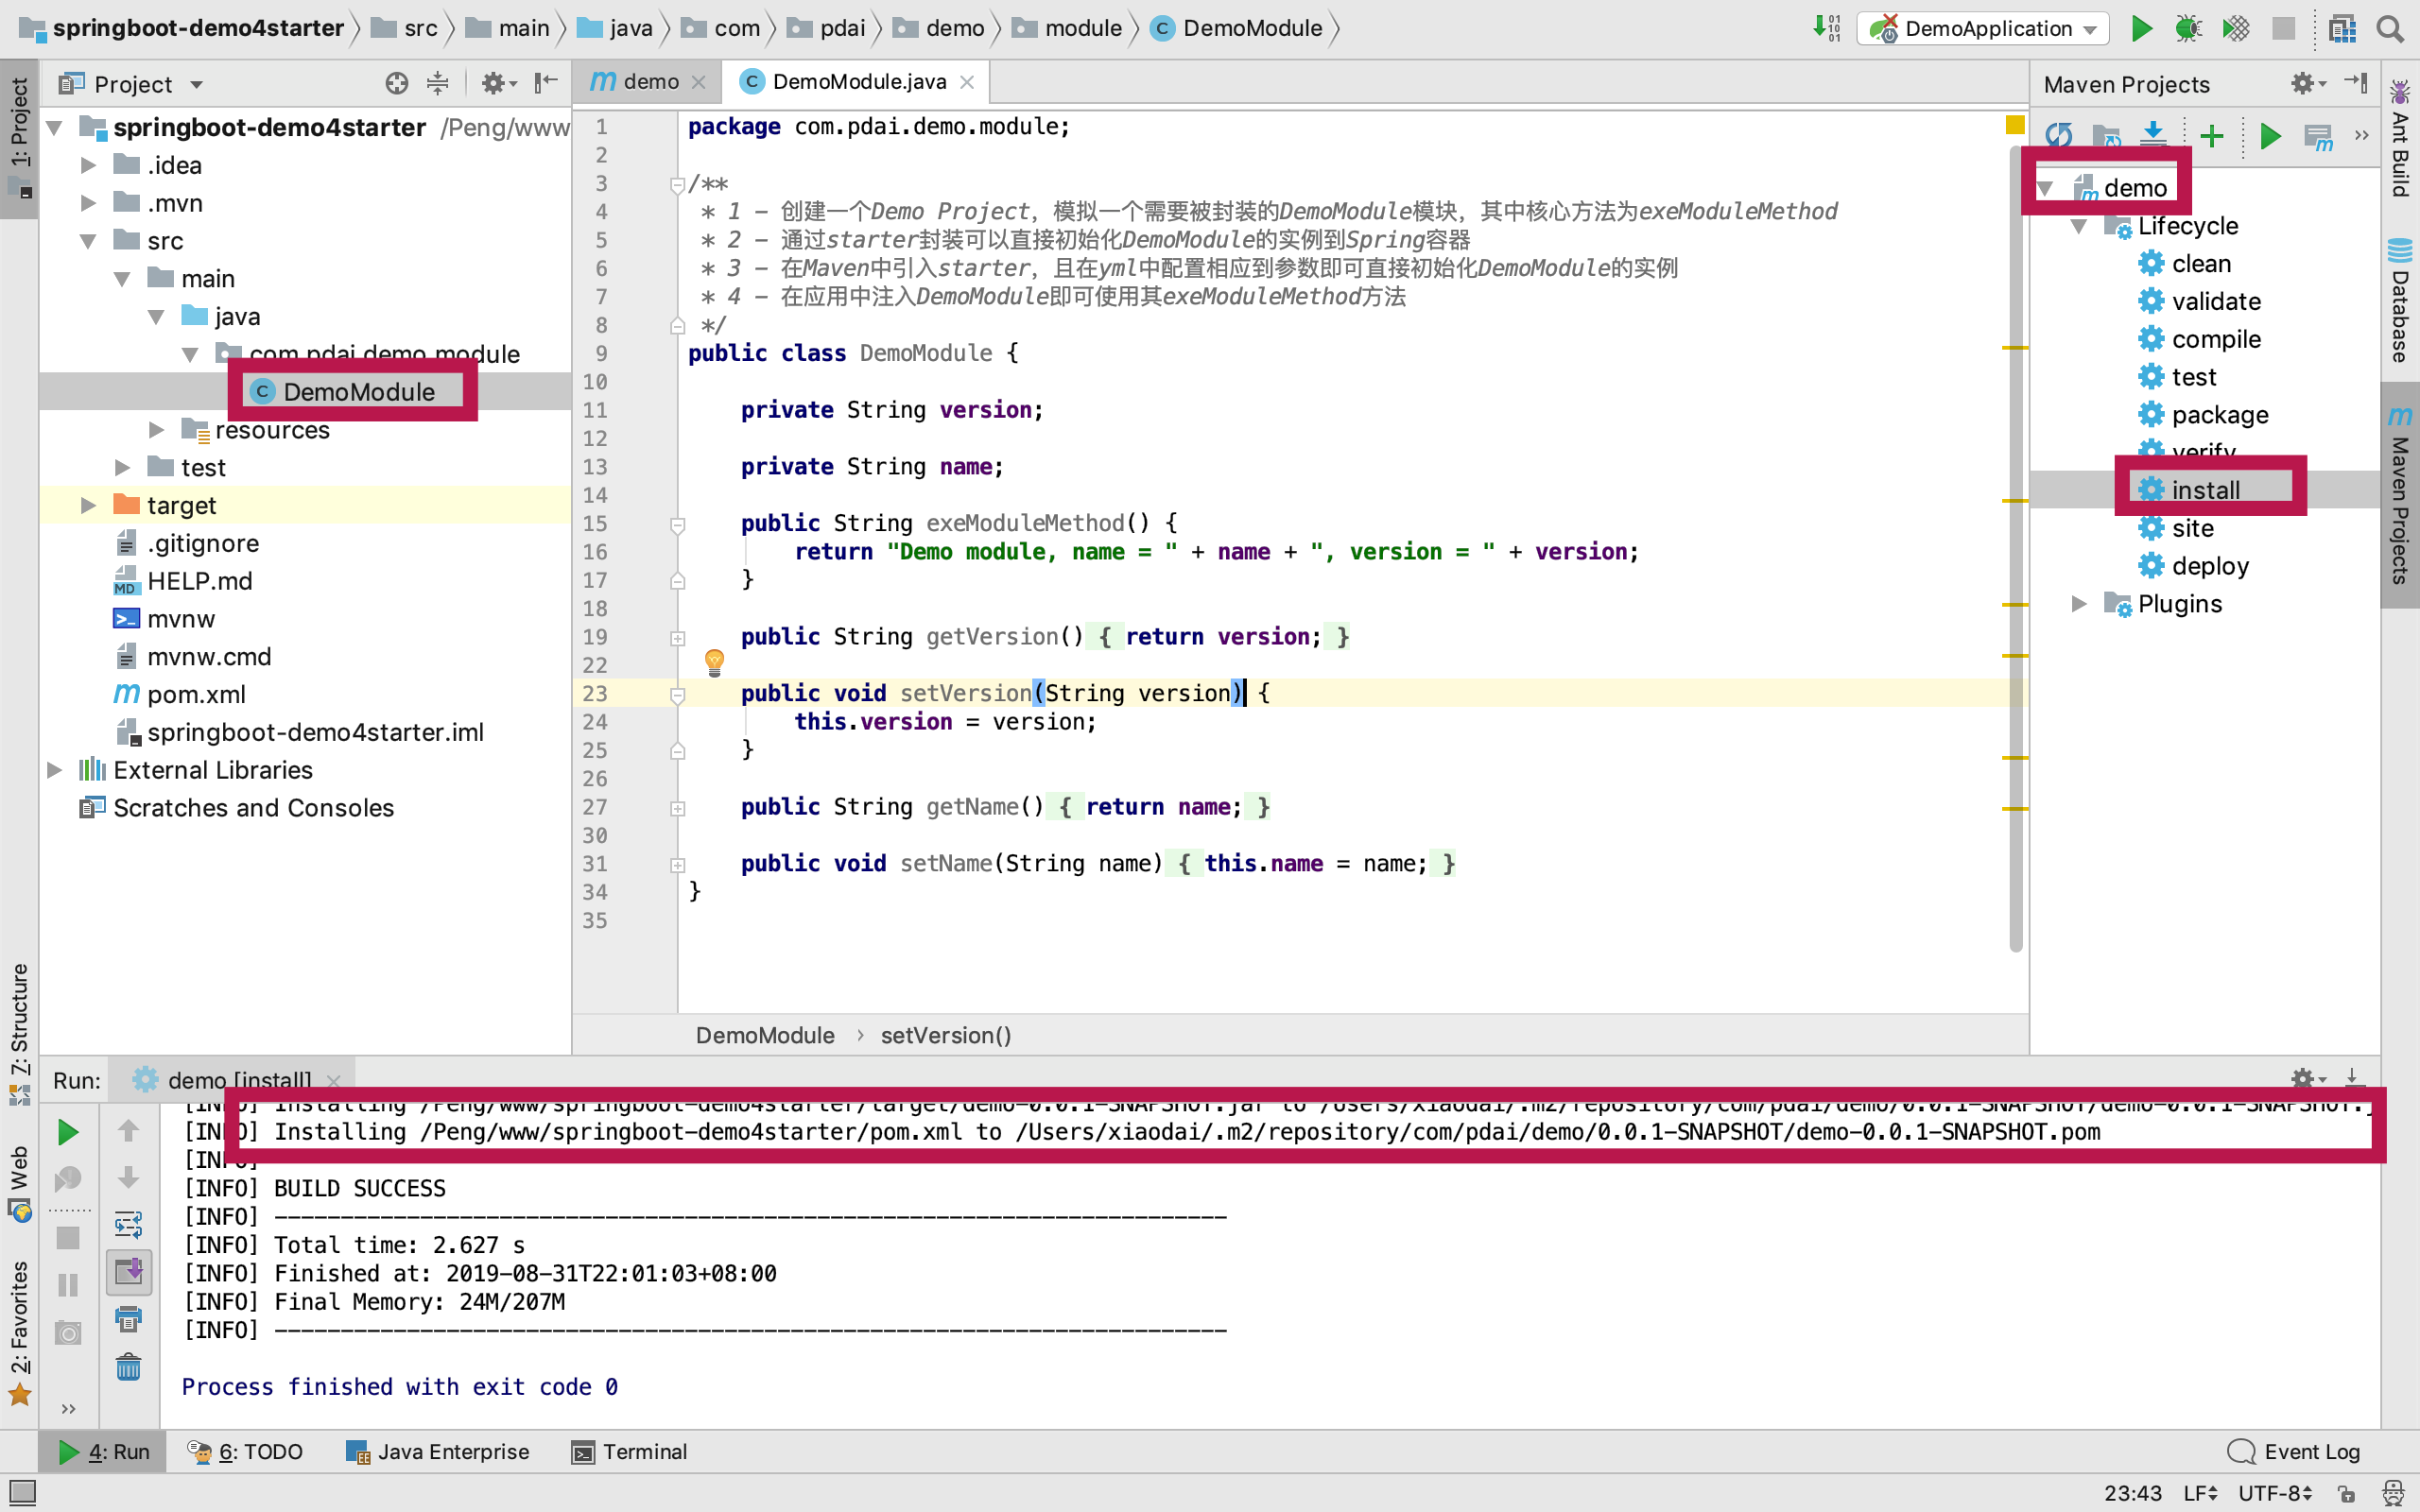 springboot-demo4starter src main java com pdai demo module DemoModule
DemoApplication
1: Project
7: Structure
Web
2: Favorites
Project
springboot-demo4starter /Peng/www
.idea
.mvn
src
main
java
com.pdai.demo.module
DemoModule
resources
test
target
.gitignore
HELP.md
mvnw
mvnw.cmd
pom.xml
springboot-demo4starter.iml
External Libraries
Scratches and Consoles
demo
DemoModule.java
1 package com.pdai.demo.module;
2
3 /**
4 * 1 - 创建一个Demo Project，模拟一个需要被封装的DemoModule模块，其中核心方法为exeModuleMethod
5 * 2 - 通过starter封装可以直接初始化DemoModule的实例到Spring容器
6 * 3 - 在Maven中引入starter，且在yml中配置相应到参数即可直接初始化DemoModule的实例
7 * 4 - 在应用中注入DemoModule即可使用其exeModuleMethod方法
8 */
9 public class DemoModule {
10
11 private String version;
12
13 private String name;
14
15 public String exeModuleMethod() {
16 return "Demo module, name = " + name + ", version = " + version;
17 }
18
19 public String getVersion() { return version; }
22
23 public void setVersion(String version) {
24 this.version = version;
25 }
26
27 public String getName() { return name; }
30
31 public void setName(String name) { this.name = name; }
34 }
35
DemoModule › setVersion()
Maven Projects
demo
Lifecycle
clean
validate
compile
test
package
verify
install
site
deploy
Plugins
Ant Build
Database
Maven Projects
Run: demo [install]
Installing /Peng/www/springboot-demo4starter/target/demo-0.0.1-SNAPSHOT.jar to /Users/xiaodai/.m2/repository/com/pdai/demo/0.0.1-SNAPSHOT/demo-0.0.1-SNAPSHOT.j
[INFO] Installing /Peng/www/springboot-demo4starter/pom.xml to /Users/xiaodai/.m2/repository/com/pdai/demo/0.0.1-SNAPSHOT/demo-0.0.1-SNAPSHOT.pom
[INFO]
[INFO] BUILD SUCCESS
[INFO] ------------------------------------------------------------------------
[INFO] Total time: 2.627 s
[INFO] Finished at: 2019-08-31T22:01:03+08:00
[INFO] Final Memory: 24M/207M
[INFO] ------------------------------------------------------------------------
Process finished with exit code 0
4: Run 6: TODO Java Enterprise Terminal Event Log
23:43 LF UTF-8